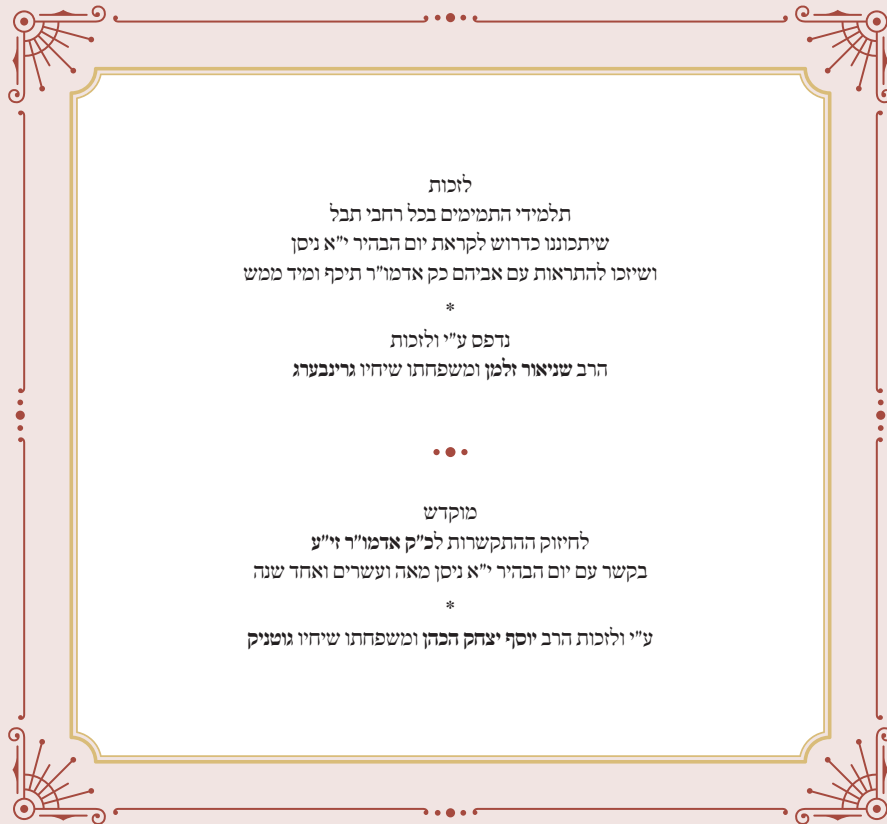 לזכות
תלמידי התמימים בכל רחבי תבל
שיתכוננו כדרוש לקראת יום הבהיר י"א ניסן
ושיזכו להתראות עם אביהם כק אדמו"ר תיכף ומיד ממש
*
נדפס ע"י ולזכות
הרב שניאור זלמן ומשפחתו שיחיו גרינבערג
מוקדש
לחיזוק ההתקשרות לכ"ק אדמו"ר זי"ע
בקשר עם יום הבהיר י"א ניסן מאה ועשרים ואחד שנה
*
ע"י ולזכות הרב יוסף יצחק הכהן ומשפחתו שיחיו גוטניק